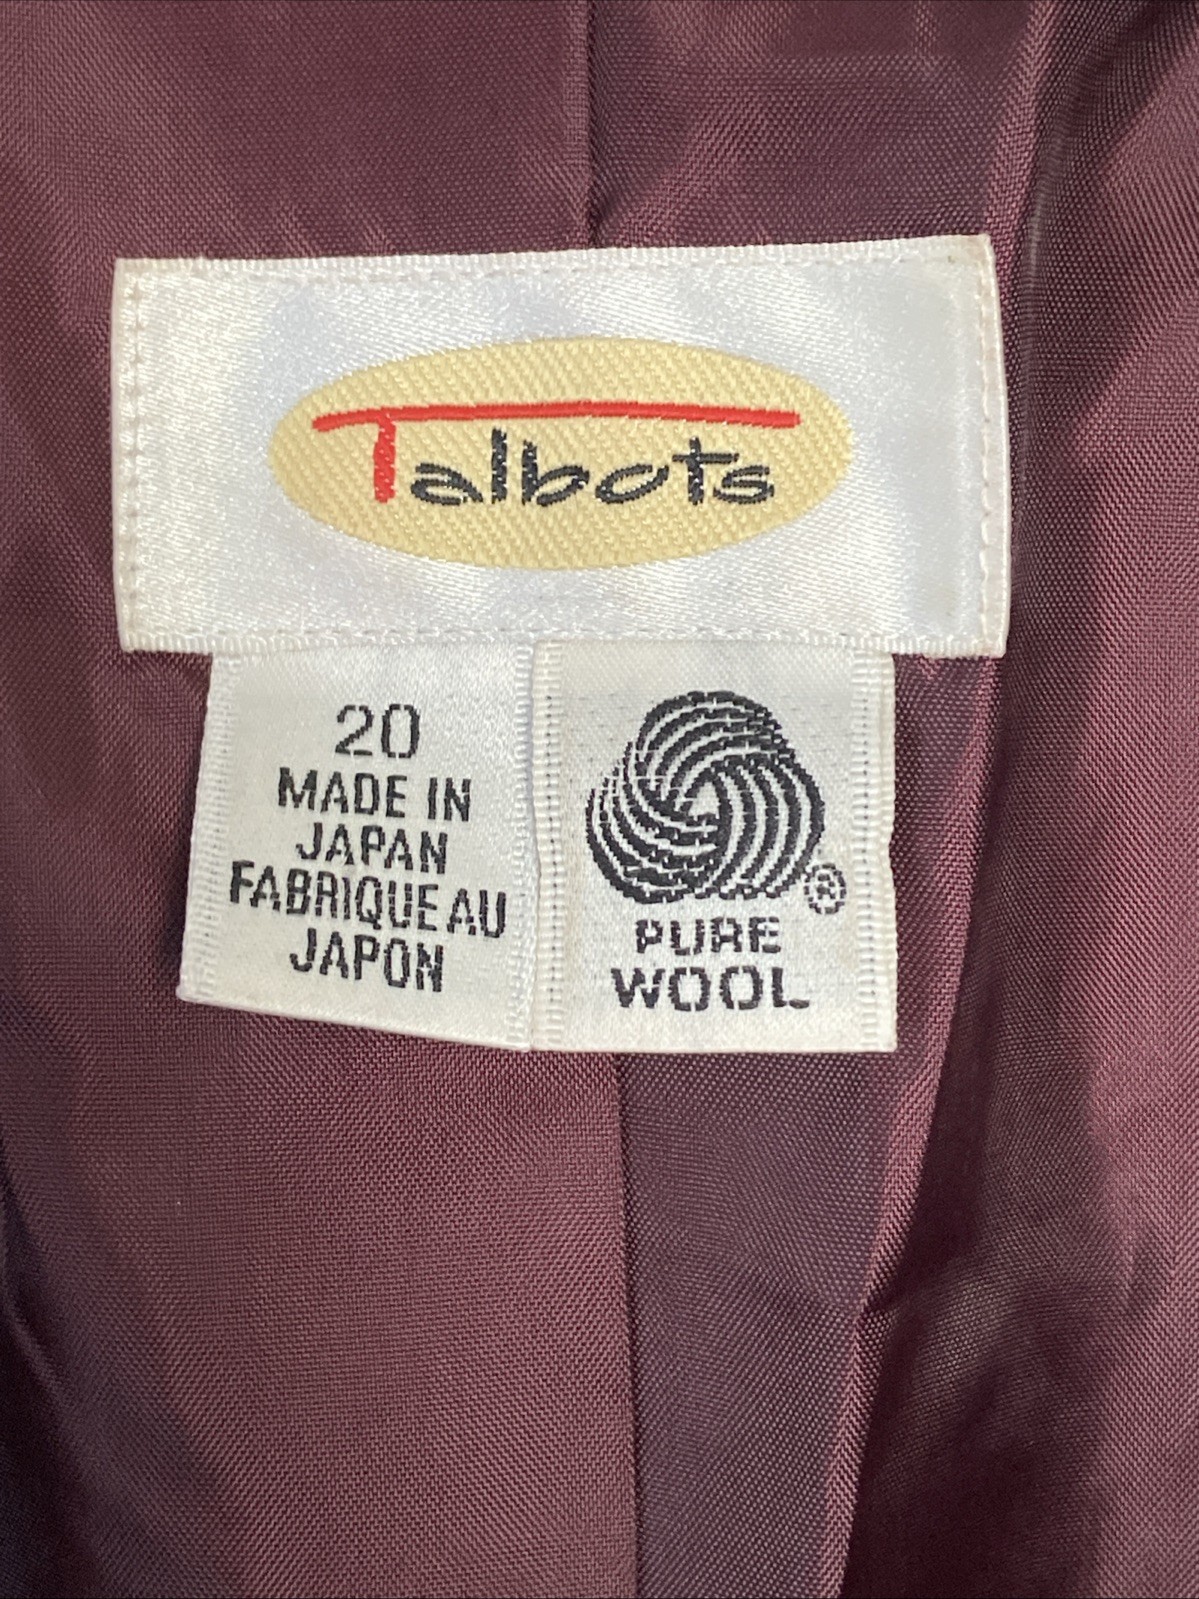 Talbots
20
MADE IN
JAPAN
FABRIQUE AU
JAPON
®
PURE
WOOL